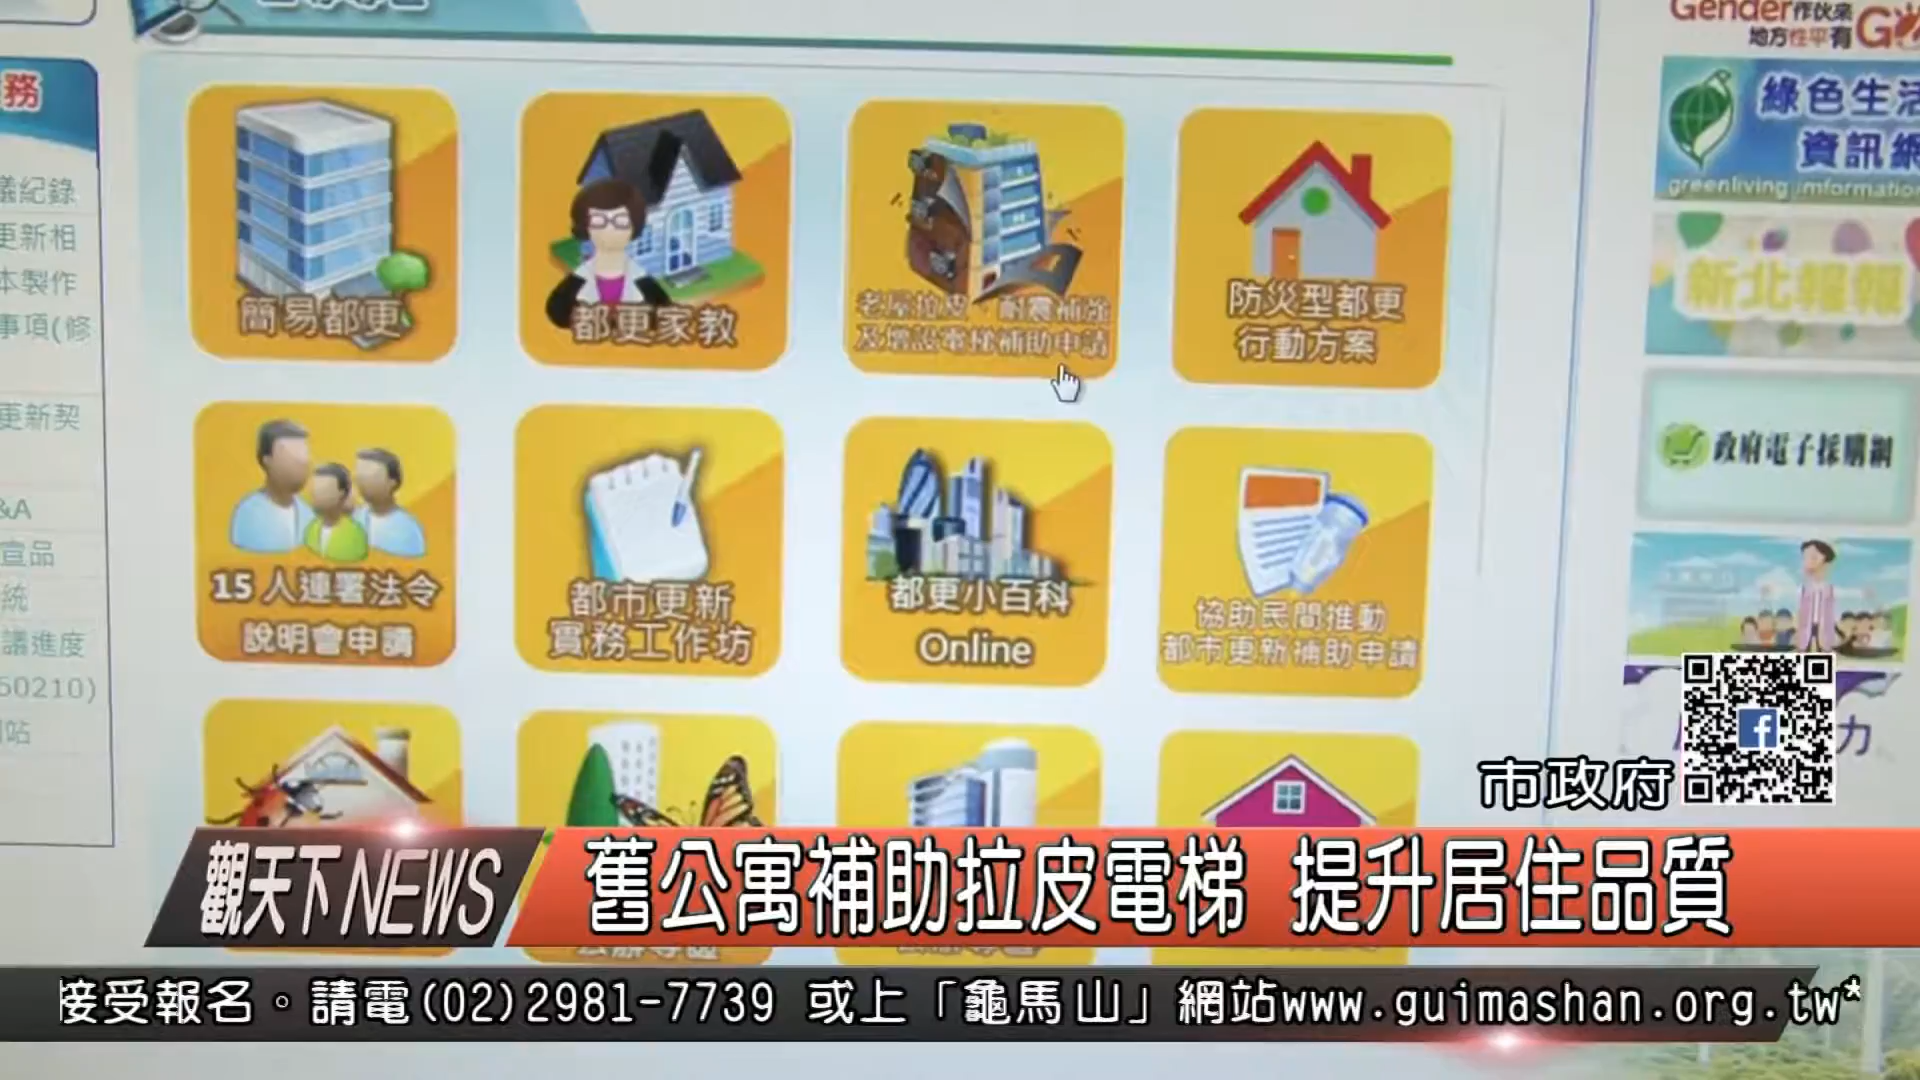 Gender作伙來
地方性平有Go
務
議紀錄
更新相
本製作
事項(修
更新契
&A
宣品
統
議進度
50210)
站
簡易都更
都更家教
老屋拉皮、耐震補強
及增設電梯補助申請
防災型都更
行動方案
15 人連署法令
說明會申請
都市更新
實務工作坊
都更小百科
Online
協助民間推動
都市更新補助申請
綠色生活
資訊網
greenliving information
新北報報
政府電子採購網
力
市政府
觀天下NEWS
舊公寓補助拉皮電梯 提升居住品質
接受報名。請電(02)2981-7739 或上「龜馬山」網站www.guimashan.org.tw*